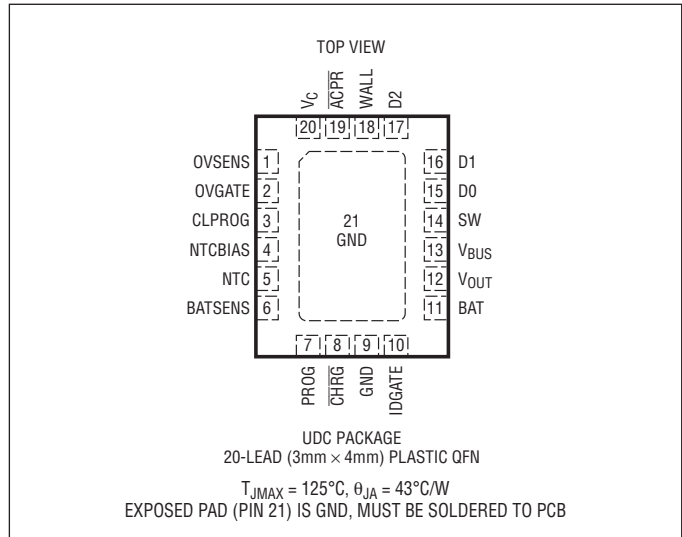 TOP VIEW
VC
ACPR
WALL
D2
20 19 18 17
OVSENS 1
OVGATE 2
CLPROG 3
NTCBIAS 4
NTC 5
BATSENS 6
16 D1
15 D0
14 SW
13 VBUS
12 VOUT
11 BAT
21
GND
7 8 9 10
PROG
CHRG
GND
IDGATE
UDC PACKAGE
20-LEAD (3mm × 4mm) PLASTIC QFN
TJMAX = 125°C, θJA = 43°C/W
EXPOSED PAD (PIN 21) IS GND, MUST BE SOLDERED TO PCB